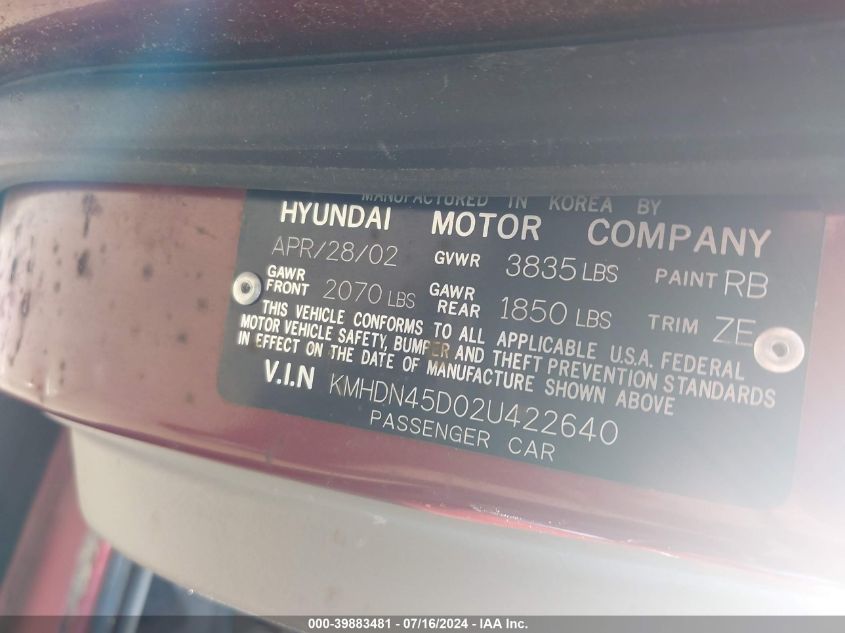 MANUFACTURED IN KOREA BY
HYUNDAI MOTOR COMPANY
APR/28/02 GVWR 3835 LBS PAINT RB
GAWR FRONT 2070 LBS GAWR REAR 1850 LBS TRIM ZE
THIS VEHICLE CONFORMS TO ALL APPLICABLE U.S.A. FEDERAL
MOTOR VEHICLE SAFETY, BUMPER AND THEFT PREVENTION STANDARDS
IN EFFECT ON THE DATE OF MANUFACTURE SHOWN ABOVE
V.I.N KMHDN45D02U422640
PASSENGER CAR
000-39883481 - 07/16/2024 - IAA Inc.